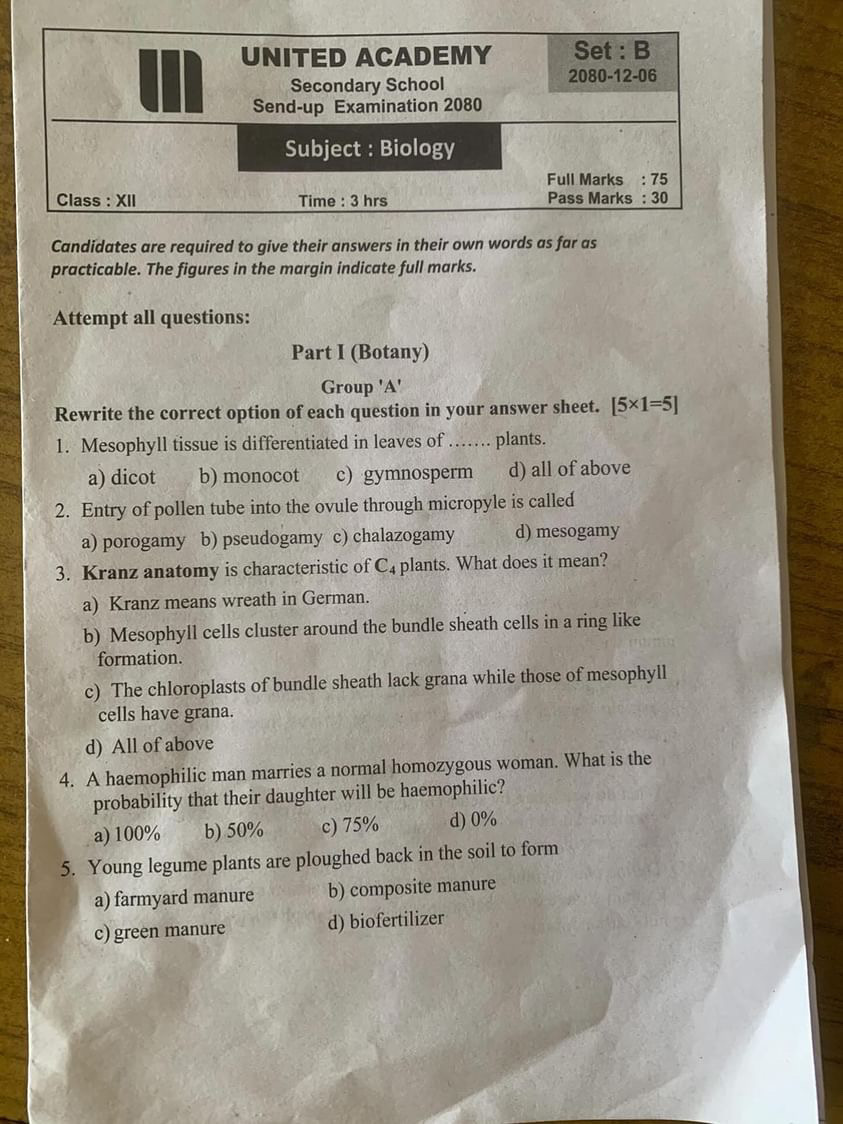 UNITED ACADEMY
Secondary School
Send-up Examination 2080
Set : B
2080-12-06
Subject : Biology
Full Marks : 75
Class : XII Time : 3 hrs Pass Marks : 30
Candidates are required to give their answers in their own words as far as
practicable. The figures in the margin indicate full marks.
Attempt all questions:
Part I (Botany)
Group 'A'
Rewrite the correct option of each question in your answer sheet. [5×1=5]
1. Mesophyll tissue is differentiated in leaves of ....... plants.
a) dicot b) monocot c) gymnosperm d) all of above
2. Entry of pollen tube into the ovule through micropyle is called
a) porogamy b) pseudogamy c) chalazogamy d) mesogamy
3. Kranz anatomy is characteristic of C₄ plants. What does it mean?
a) Kranz means wreath in German.
b) Mesophyll cells cluster around the bundle sheath cells in a ring like
formation.
c) The chloroplasts of bundle sheath lack grana while those of mesophyll
cells have grana.
d) All of above
4. A haemophilic man marries a normal homozygous woman. What is the
probability that their daughter will be haemophilic?
a) 100% b) 50% c) 75% d) 0%
5. Young legume plants are ploughed back in the soil to form
a) farmyard manure b) composite manure
c) green manure d) biofertilizer